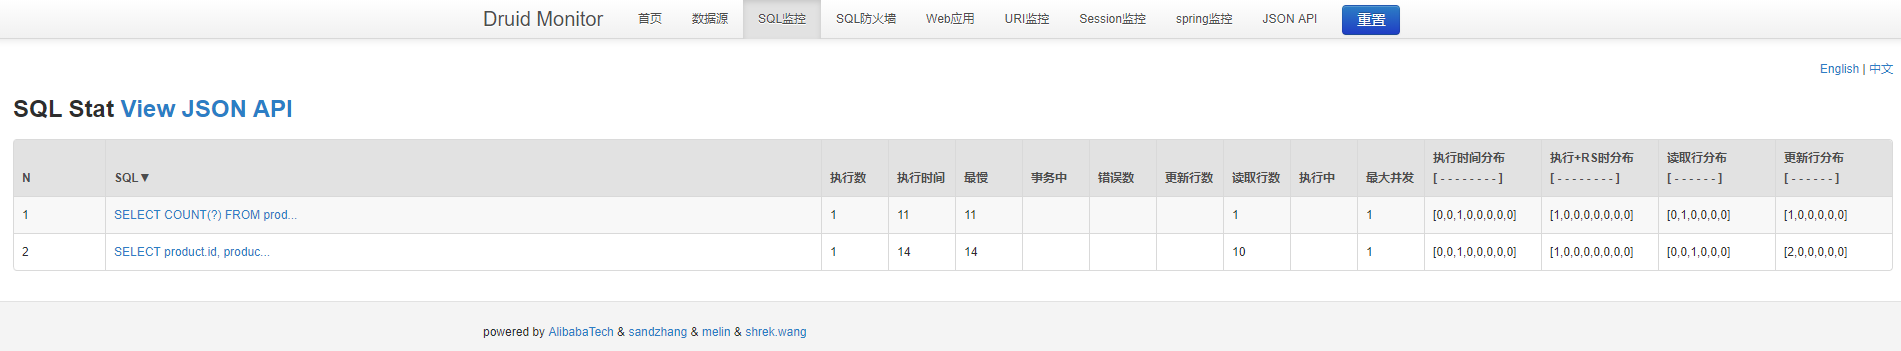 Druid Monitor 首页 数据源 SQL监控 SQL防火墙 Web应用 URI监控 Session监控 spring监控 JSON API 重置
English | 中文
SQL Stat View JSON API
N SQL▼ 执行数 执行时间 最慢 事务中 错误数 更新行数 读取行数 执行中 最大并发 执行时间分布 [ - - - - - - - - ] 执行+RS时分布 [ - - - - - - - - ] 读取行分布 [ - - - - - - ] 更新行分布 [ - - - - - - ]
1 SELECT COUNT(?) FROM prod... 1 11 11 1 1 [0,0,1,0,0,0,0,0] [1,0,0,0,0,0,0,0] [0,1,0,0,0,0] [1,0,0,0,0,0]
2 SELECT product.id, produc... 1 14 14 10 1 [0,0,1,0,0,0,0,0] [1,0,0,0,0,0,0,0] [0,0,1,0,0,0] [2,0,0,0,0,0]
powered by AlibabaTech & sandzhang & melin & shrek.wang